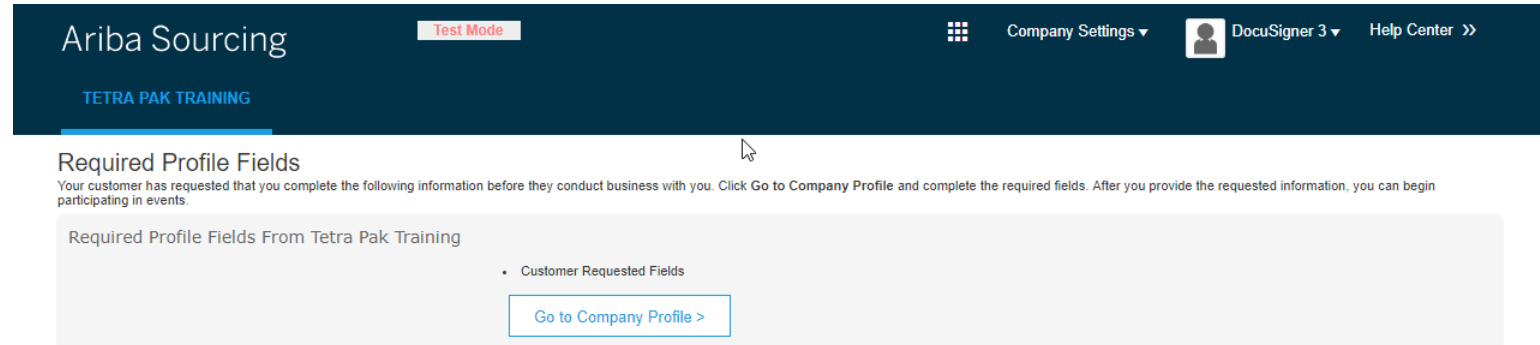 Ariba Sourcing
Test Mode
Company Settings ▾
DocuSigner 3 ▾
Help Center »
TETRA PAK TRAINING
Required Profile Fields
Your customer has requested that you complete the following information before they conduct business with you. Click Go to Company Profile and complete the required fields. After you provide the requested information, you can begin
participating in events.
Required Profile Fields From Tetra Pak Training
• Customer Requested Fields
Go to Company Profile >